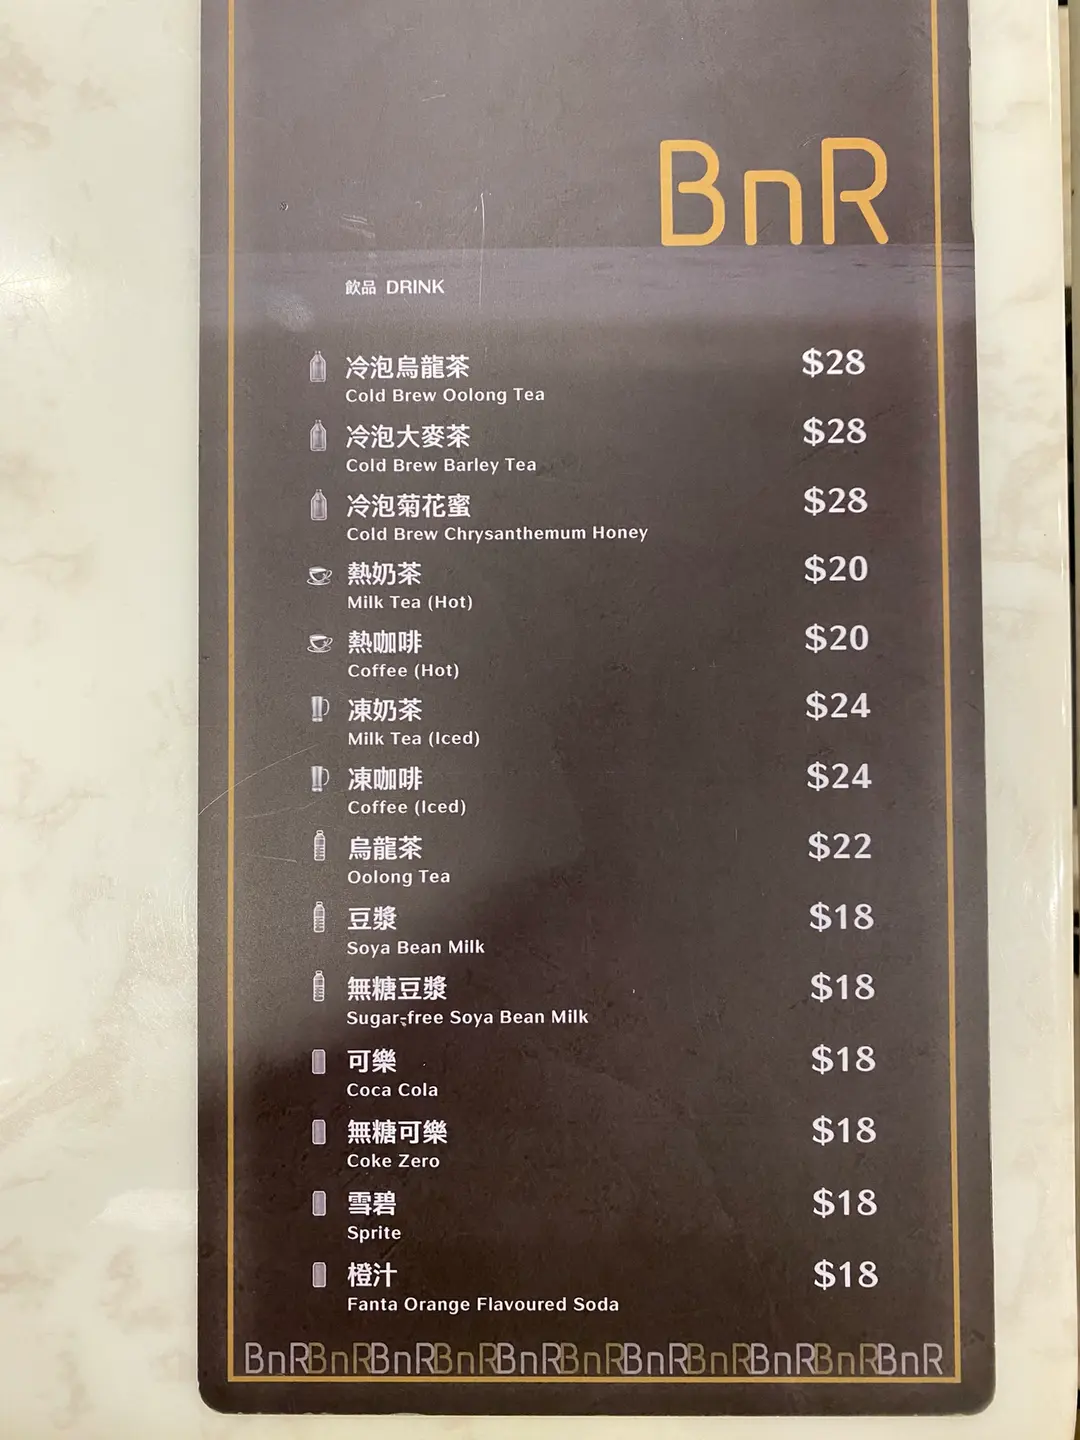 BnR
飲品 DRINK
冷泡烏龍茶 $28
Cold Brew Oolong Tea
冷泡大麥茶 $28
Cold Brew Barley Tea
冷泡菊花蜜 $28
Cold Brew Chrysanthemum Honey
熱奶茶 $20
Milk Tea (Hot)
熱咖啡 $20
Coffee (Hot)
凍奶茶 $24
Milk Tea (Iced)
凍咖啡 $24
Coffee (Iced)
烏龍茶 $22
Oolong Tea
豆漿 $18
Soya Bean Milk
無糖豆漿 $18
Sugar-free Soya Bean Milk
可樂 $18
Coca Cola
無糖可樂 $18
Coke Zero
雪碧 $18
Sprite
橙汁 $18
Fanta Orange Flavoured Soda
BnRBnRBnRBnRBnRBnRBnRBnRBnRBnRBnR